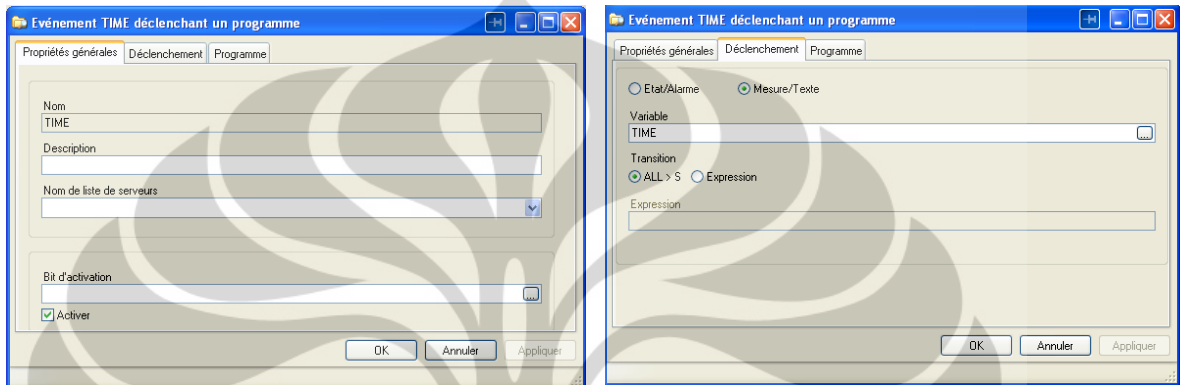 Evénement TIME déclenchant un programme
Propriétés générales Déclenchement Programme
Nom
TIME
Description
Nom de liste de serveurs
Bit d'activation
...
Activer
OK Annuler Appliquer
Evénement TIME déclenchant un programme
Propriétés générales Déclenchement Programme
Etat/Alarme Mesure/Texte
Variable
TIME ...
Transition
ALL > S Expression
Expression
OK Annuler Appliquer